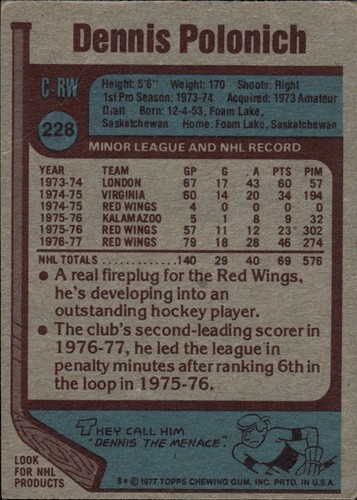 Dennis Polonich
C-RW
228
Height: 5'6" Weight: 170 Shoots: Right
1st Pro Season: 1973-74 Acquired: 1973 Amateur
Draft Born: 12-4-53, Foam Lake,
Saskatchewan Home: Foam Lake, Saskatchewan
MINOR LEAGUE AND NHL RECORD
YEAR TEAM GP G A PTS PIM
1973-74 LONDON 67 17 43 60 57
1974-75 VIRGINIA 60 14 20 34 194
1974-75 RED WINGS 4 0 0 0 0
1975-76 KALAMAZOO 5 1 8 9 32
1975-76 RED WINGS 57 11 12 23 302
1976-77 RED WINGS 79 18 28 46 274
NHL TOTALS ............ 140 29 40 69 576
• A real fireplug for the Red Wings,
he's developing into an
outstanding hockey player.
• The club's second-leading scorer in
1976-77, he led the league in
penalty minutes after ranking 6th in
the loop in 1975-76.
THEY CALL HIM
"DENNIS THE MENACE"
LOOK
FOR NHL
PRODUCTS
B* © 1977 TOPPS CHEWING GUM, INC. PRTD. IN U.S.A.